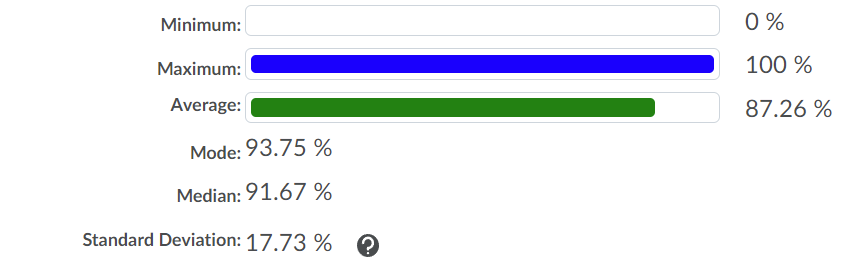 Minimum: 0 %
Maximum: 100 %
Average: 87.26 %
Mode: 93.75 %
Median: 91.67 %
Standard Deviation: 17.73 % ?